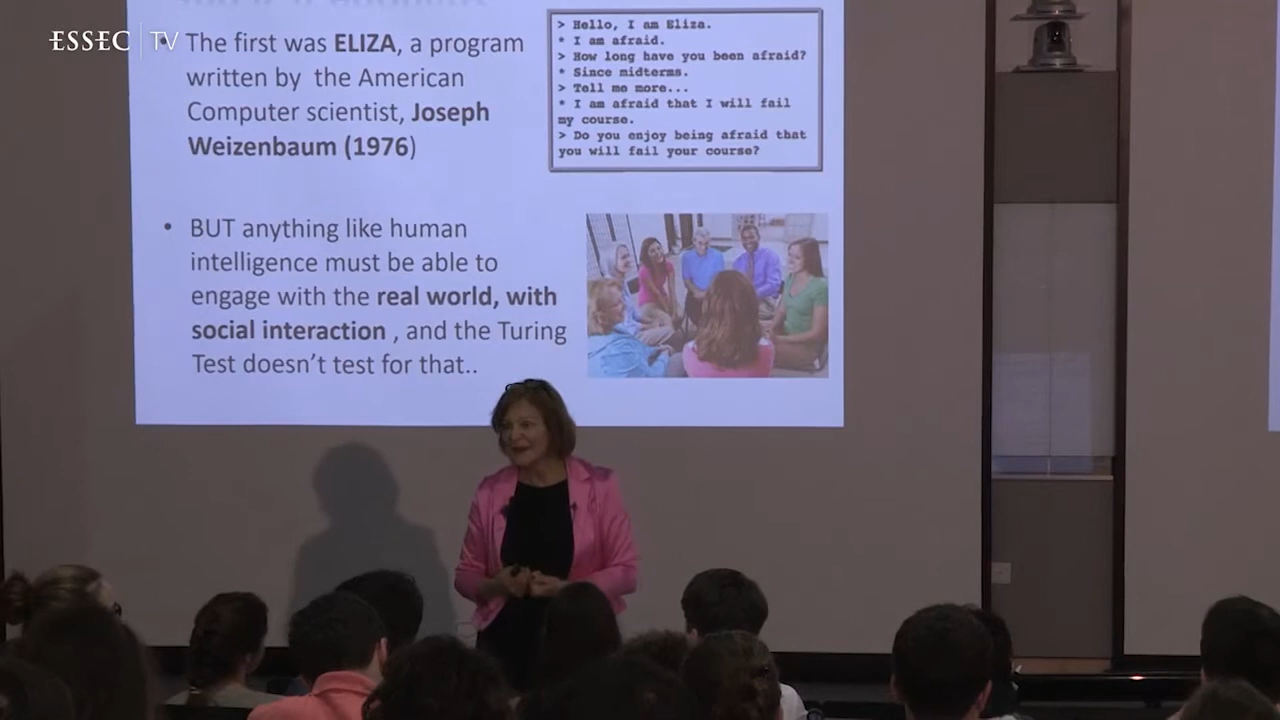 ESSEC TV
The first was ELIZA, a program
written by the American
Computer scientist, Joseph
Weizenbaum (1976)
> Hello, I am Eliza.
* I am afraid.
> How long have you been afraid?
* Since midterms.
> Tell me more...
* I am afraid that I will fail
my course.
> Do you enjoy being afraid that
you will fail your course?
• BUT anything like human
intelligence must be able to
engage with the real world, with
social interaction , and the Turing
Test doesn't test for that..